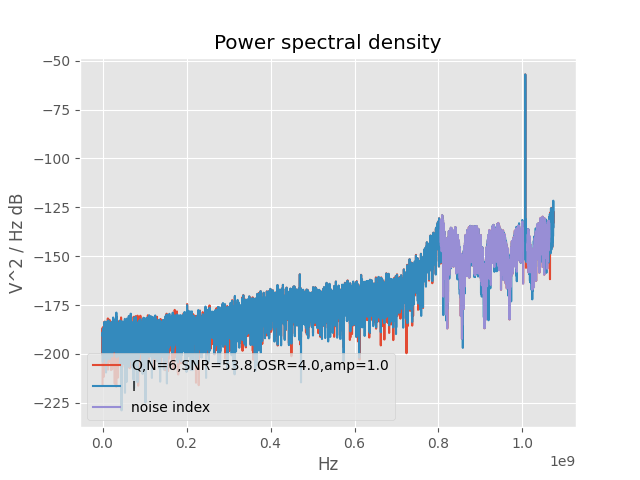 Power spectral density
V^2 / Hz dB
−50
−75
−100
−125
−150
−175
−200
−225
Q,N=6,SNR=53.8,OSR=4.0,amp=1.0
I
noise index
0.0 0.2 0.4 0.6 0.8 1.0
1e9
Hz